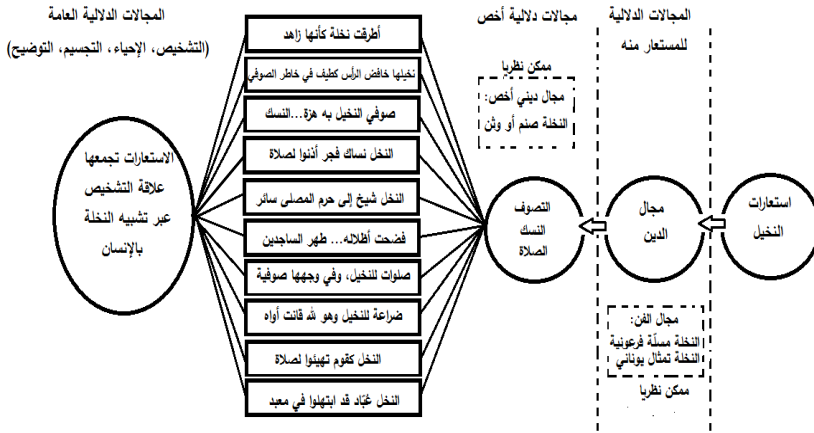 المجالات الدلالية
للمستعار منه
مجالات دلالية أخص
المجالات الدلالية العامة
(التشخيص، الإحياء، التجسيم، التوضيح)
استعارات
النخيل
مجال
الدين
مجال الفن:
النخلة مسلّة فرعونية
النخلة تمثال يوناني
ممكن نظريا
ممكن نظريا
مجال ديني أخص:
النخلة صنم أو وثن
التصوف
النسك
الصلاة
أطرقت نخلة كأنها زاهد
نخيلها خافض الرأس كطيف في خاطر الصوفي
صوفي النخيل به هزة...النسك
النخل نساك فجر أذنوا لصلاة
النخل شيخ إلى حرم المصلى سائر
فضحت أظلاله... طهر الساجدين
صلوات للنخيل، وفي وجهها صوفية
ضراعة للنخيل وهو لله قانت أواه
النخل كقوم تهيئوا لصلاة
النخل عبّاد قد ابتهلوا في معبد
الاستعارات تجمعها
علاقة التشخيص
عبر تشبيه النخلة
بالإنسان